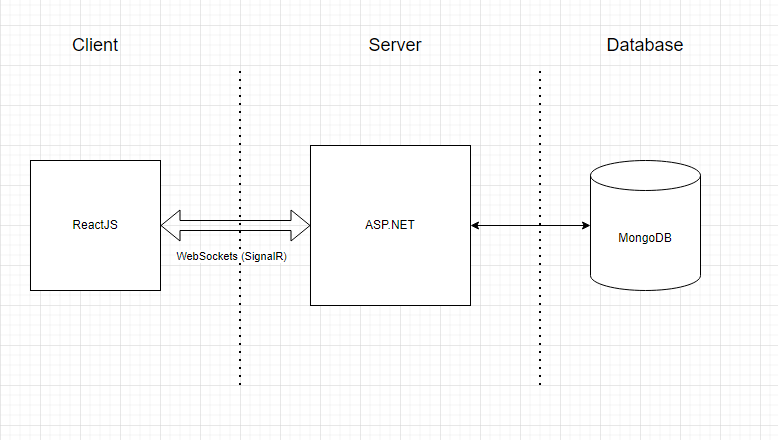 Client
Server
Database
ReactJS
ASP.NET
MongoDB
WebSockets (SignalR)